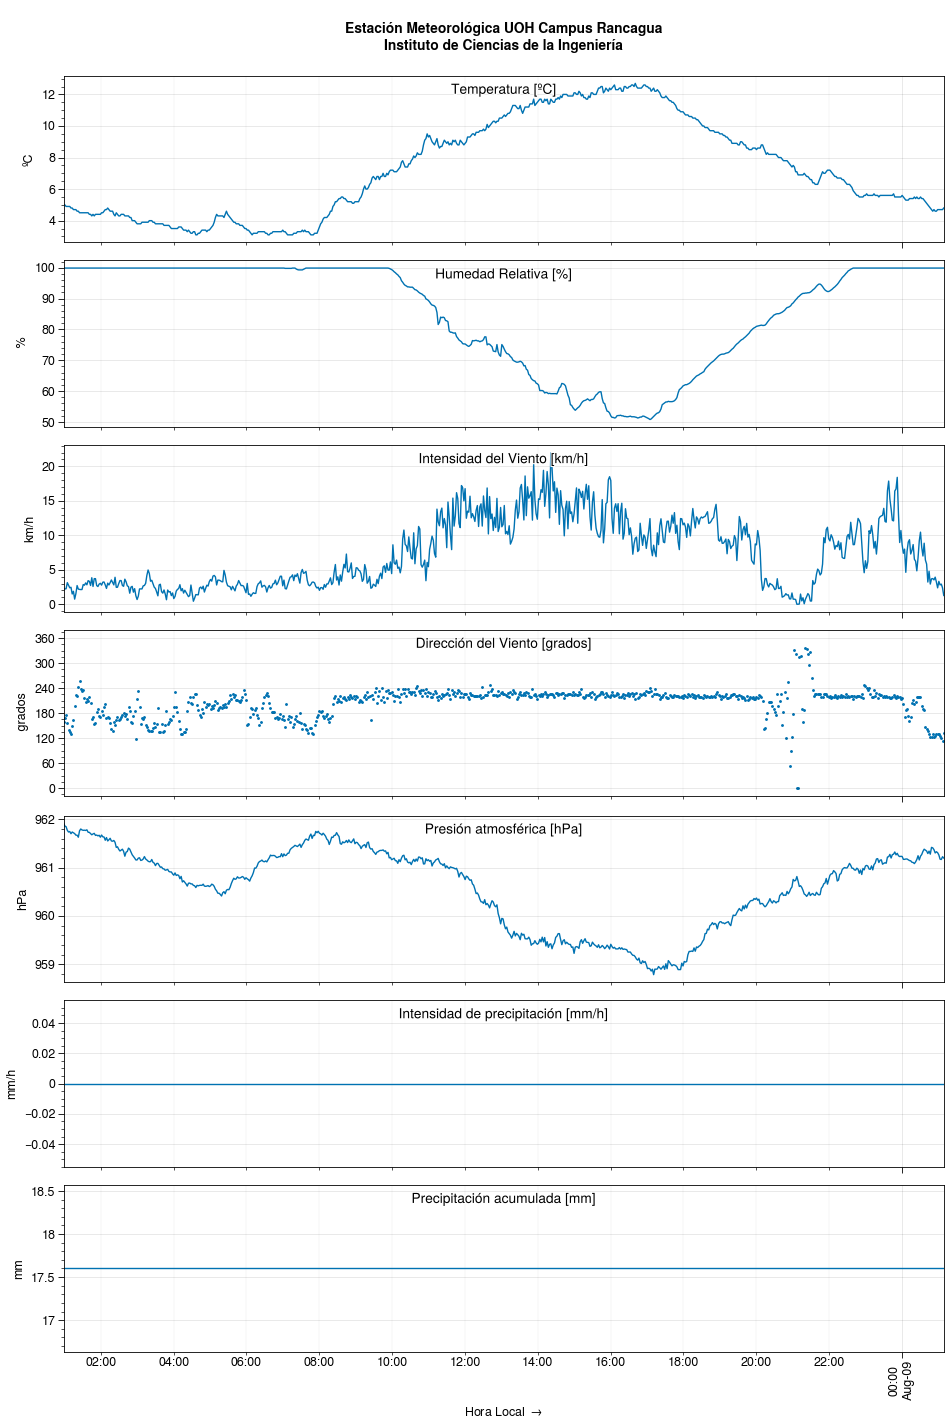 Estación Meteorológica UOH Campus Rancagua
Instituto de Ciencias de la Ingeniería
Temperatura [ºC]
ºC
12
10
8
6
4
Humedad Relativa [%]
%
100
90
80
70
60
50
Intensidad del Viento [km/h]
km/h
20
15
10
5
0
Dirección del Viento [grados]
grados
360
300
240
180
120
60
0
Presión atmosférica [hPa]
hPa
962
961
960
959
Intensidad de precipitación [mm/h]
mm/h
0.04
0.02
0
−0.02
−0.04
Precipitación acumulada [mm]
mm
18.5
18
17.5
17
02:00 04:00 06:00 08:00 10:00 12:00 14:00 16:00 18:00 20:00 22:00 00:00
Aug-09
Hora Local →